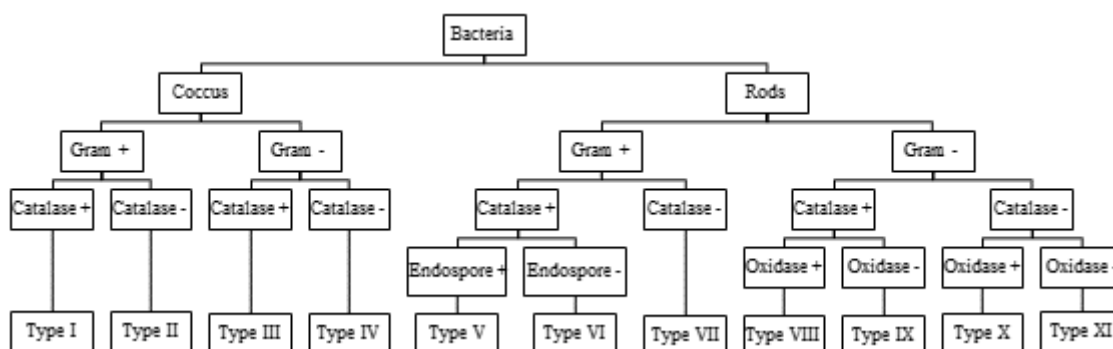 Bacteria
Coccus Rods
Gram + Gram - Gram + Gram -
Catalase + Catalase - Catalase + Catalase - Catalase + Catalase - Catalase + Catalase -
Endospore + Endospore - Oxidase + Oxidase - Oxidase + Oxidase -
Type I Type II Type III Type IV Type V Type VI Type VII Type VIII Type IX Type X Type XI